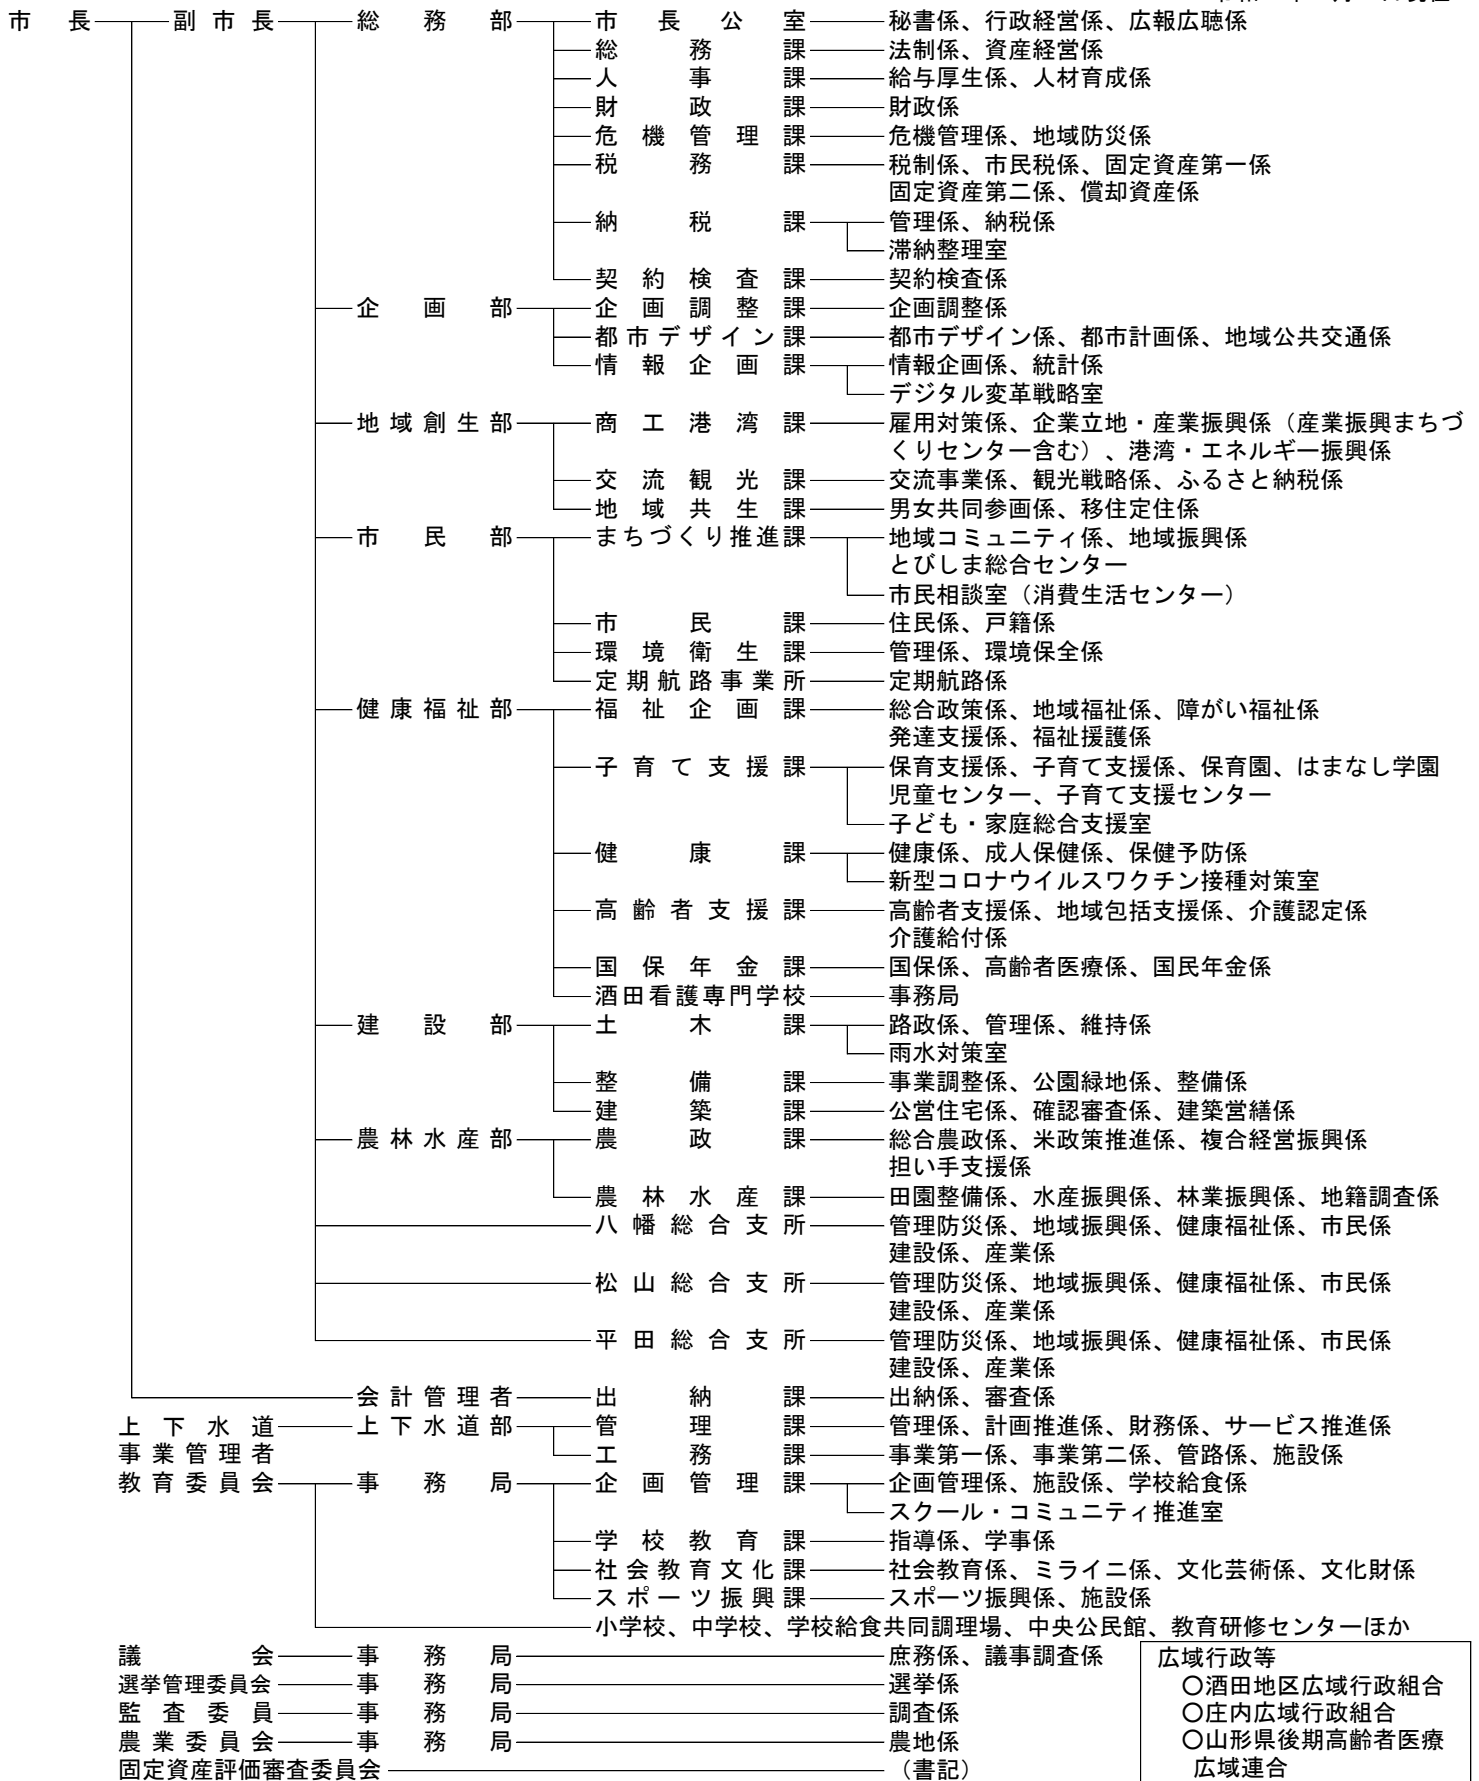 市長 副市長 総務部 市長公室 秘書係、行政経営係、広報広聴係
総務課 法制係、資産経営係
人事課 給与厚生係、人材育成係
財政課 財政係
危機管理課 危機管理係、地域防災係
税務課 税制係、市民税係、固定資産第一係
固定資産第二係、償却資産係
納税課 管理係、納税係
滞納整理室
契約検査課 契約検査係
企画部 企画調整課 企画調整係
都市デザイン課 都市デザイン係、都市計画係、地域公共交通係
情報企画課 情報企画係、統計係
デジタル変革戦略室
地域創生部 商工港湾課 雇用対策係、企業立地・産業振興係（産業振興まちづ
くりセンター含む）、港湾・エネルギー振興係
交流観光課 交流事業係、観光戦略係、ふるさと納税係
地域共生課 男女共同参画係、移住定住係
市民部 まちづくり推進課 地域コミュニティ係、地域振興係
とびしま総合センター
市民相談室（消費生活センター）
市民課 住民係、戸籍係
環境衛生課 管理係、環境保全係
定期航路事業所 定期航路係
健康福祉部 福祉企画課 総合政策係、地域福祉係、障がい福祉係
発達支援係、福祉援護係
子育て支援課 保育支援係、子育て支援係、保育園、はまなし学園
児童センター、子育て支援センター
子ども・家庭総合支援室
健康課 健康係、成人保健係、保健予防係
新型コロナウイルスワクチン接種対策室
高齢者支援課 高齢者支援係、地域包括支援係、介護認定係
介護給付係
国保年金課 国保係、高齢者医療係、国民年金係
酒田看護専門学校 事務局
建設部 土木課 路政係、管理係、維持係
雨水対策室
整備課 事業調整係、公園緑地係、整備係
建築課 公営住宅係、確認審査係、建築営繕係
農林水産部 農政課 総合農政係、米政策推進係、複合経営振興係
担い手支援係
農林水産課 田園整備係、水産振興係、林業振興係、地籍調査係
八幡総合支所 管理防災係、地域振興係、健康福祉係、市民係
建設係、産業係
松山総合支所 管理防災係、地域振興係、健康福祉係、市民係
建設係、産業係
平田総合支所 管理防災係、地域振興係、健康福祉係、市民係
建設係、産業係
会計管理者 出納課 出納係、審査係
上下水道 上下水道部 管理課 管理係、計画推進係、財務係、サービス推進係
事業管理者 工務課 事業第一係、事業第二係、管路係、施設係
教育委員会 事務局 企画管理課 企画管理係、施設係、学校給食係
スクール・コミュニティ推進室
学校教育課 指導係、学事係
社会教育文化課 社会教育係、ミライニ係、文化芸術係、文化財係
スポーツ振興課 スポーツ振興係、施設係
小学校、中学校、学校給食共同調理場、中央公民館、教育研修センターほか
議会 事務局 庶務係、議事調査係
選挙管理委員会 事務局 選挙係
監査委員 事務局 調査係
農業委員会 事務局 農地係
固定資産評価審査委員会 （書記）
広域行政等
〇酒田地区広域行政組合
〇庄内広域行政組合
〇山形県後期高齢者医療
広域連合